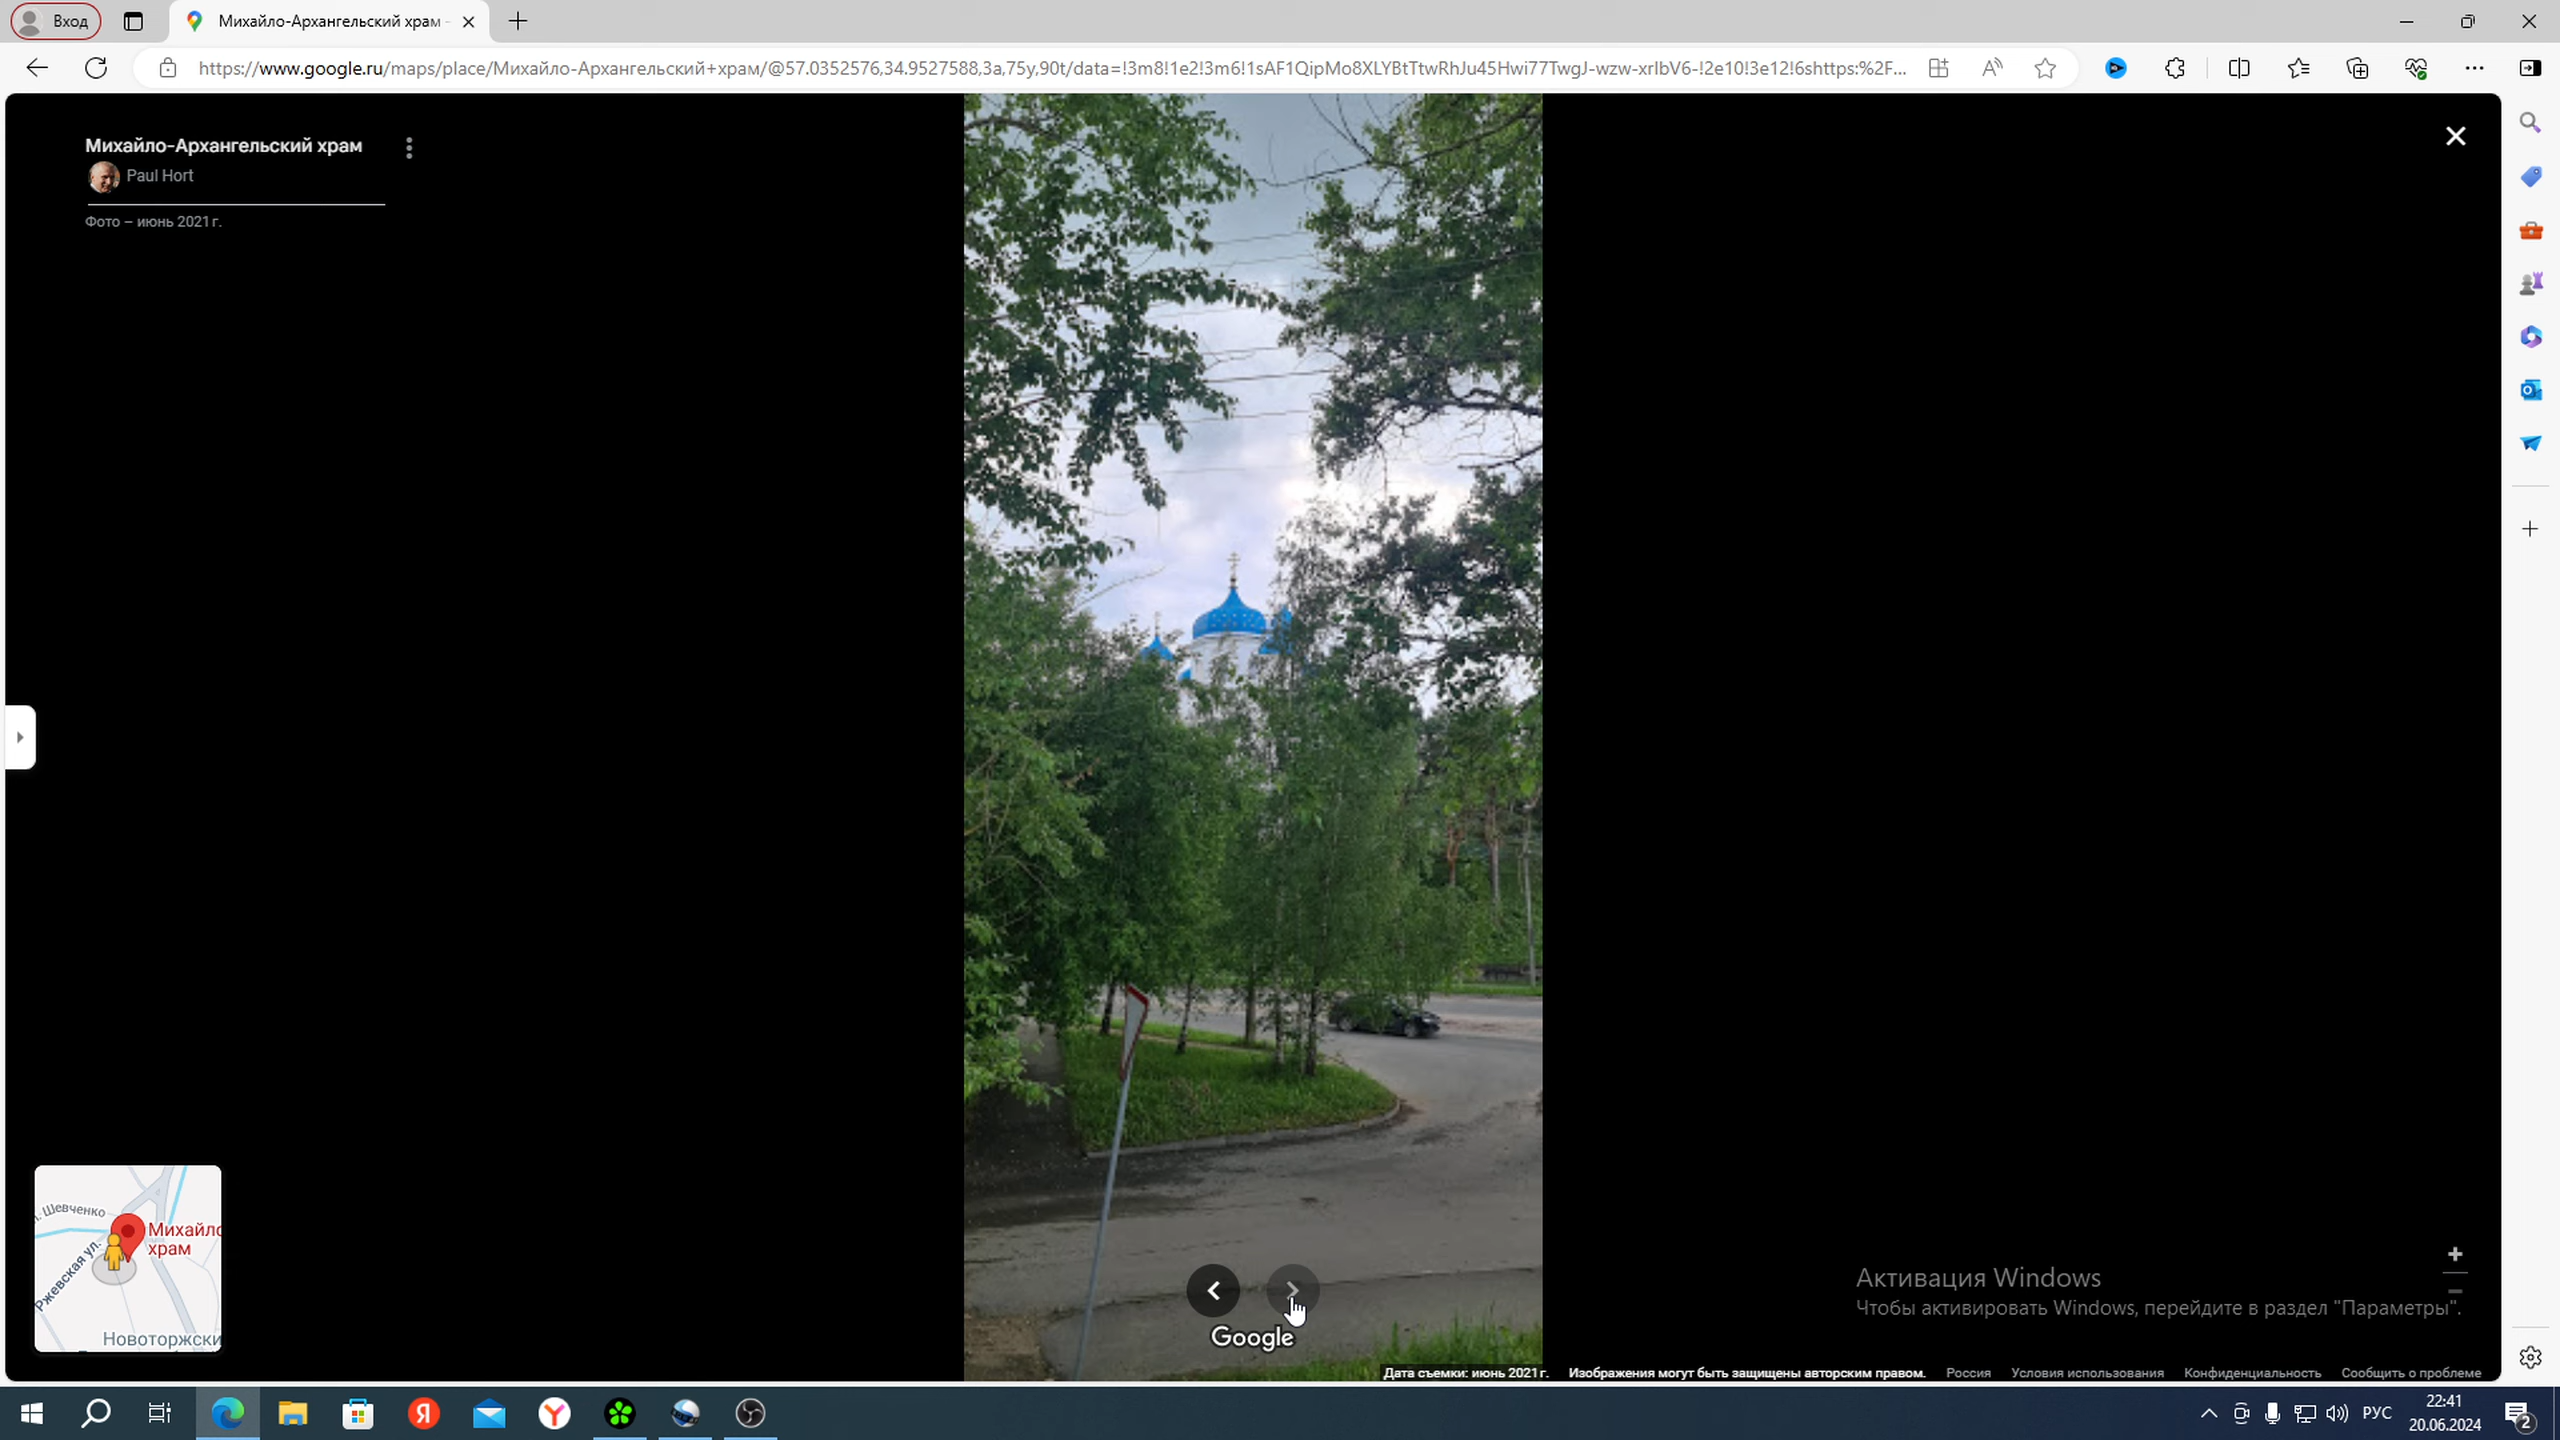 Вход
Михайло-Архангельский храм -
https://www.google.ru/maps/place/Михайло-Архангельский+храм/@57.0352576,34.9527588,3a,75y,90t/data=!3m8!1e2!3m6!1sAF1QipMo8XLYBtTtwRhJu45Hwi77TwgJ-wzw-xrIbV6-!2e10!3e12!6shttps:%2F...
Михайло-Архангельский храм
Paul Hort
Фото – июнь 2021 г.
л. Шевченко
Михайло
храм
Ржевская ул.
Новоторжски
Google
Активация Windows
Чтобы активировать Windows, перейдите в раздел "Параметры".
Дата съемки: июнь 2021 г. Изображения могут быть защищены авторским правом. Россия Условия использования Конфиденциальность Сообщить о проблеме
РУС
22:41
20.06.2024
2